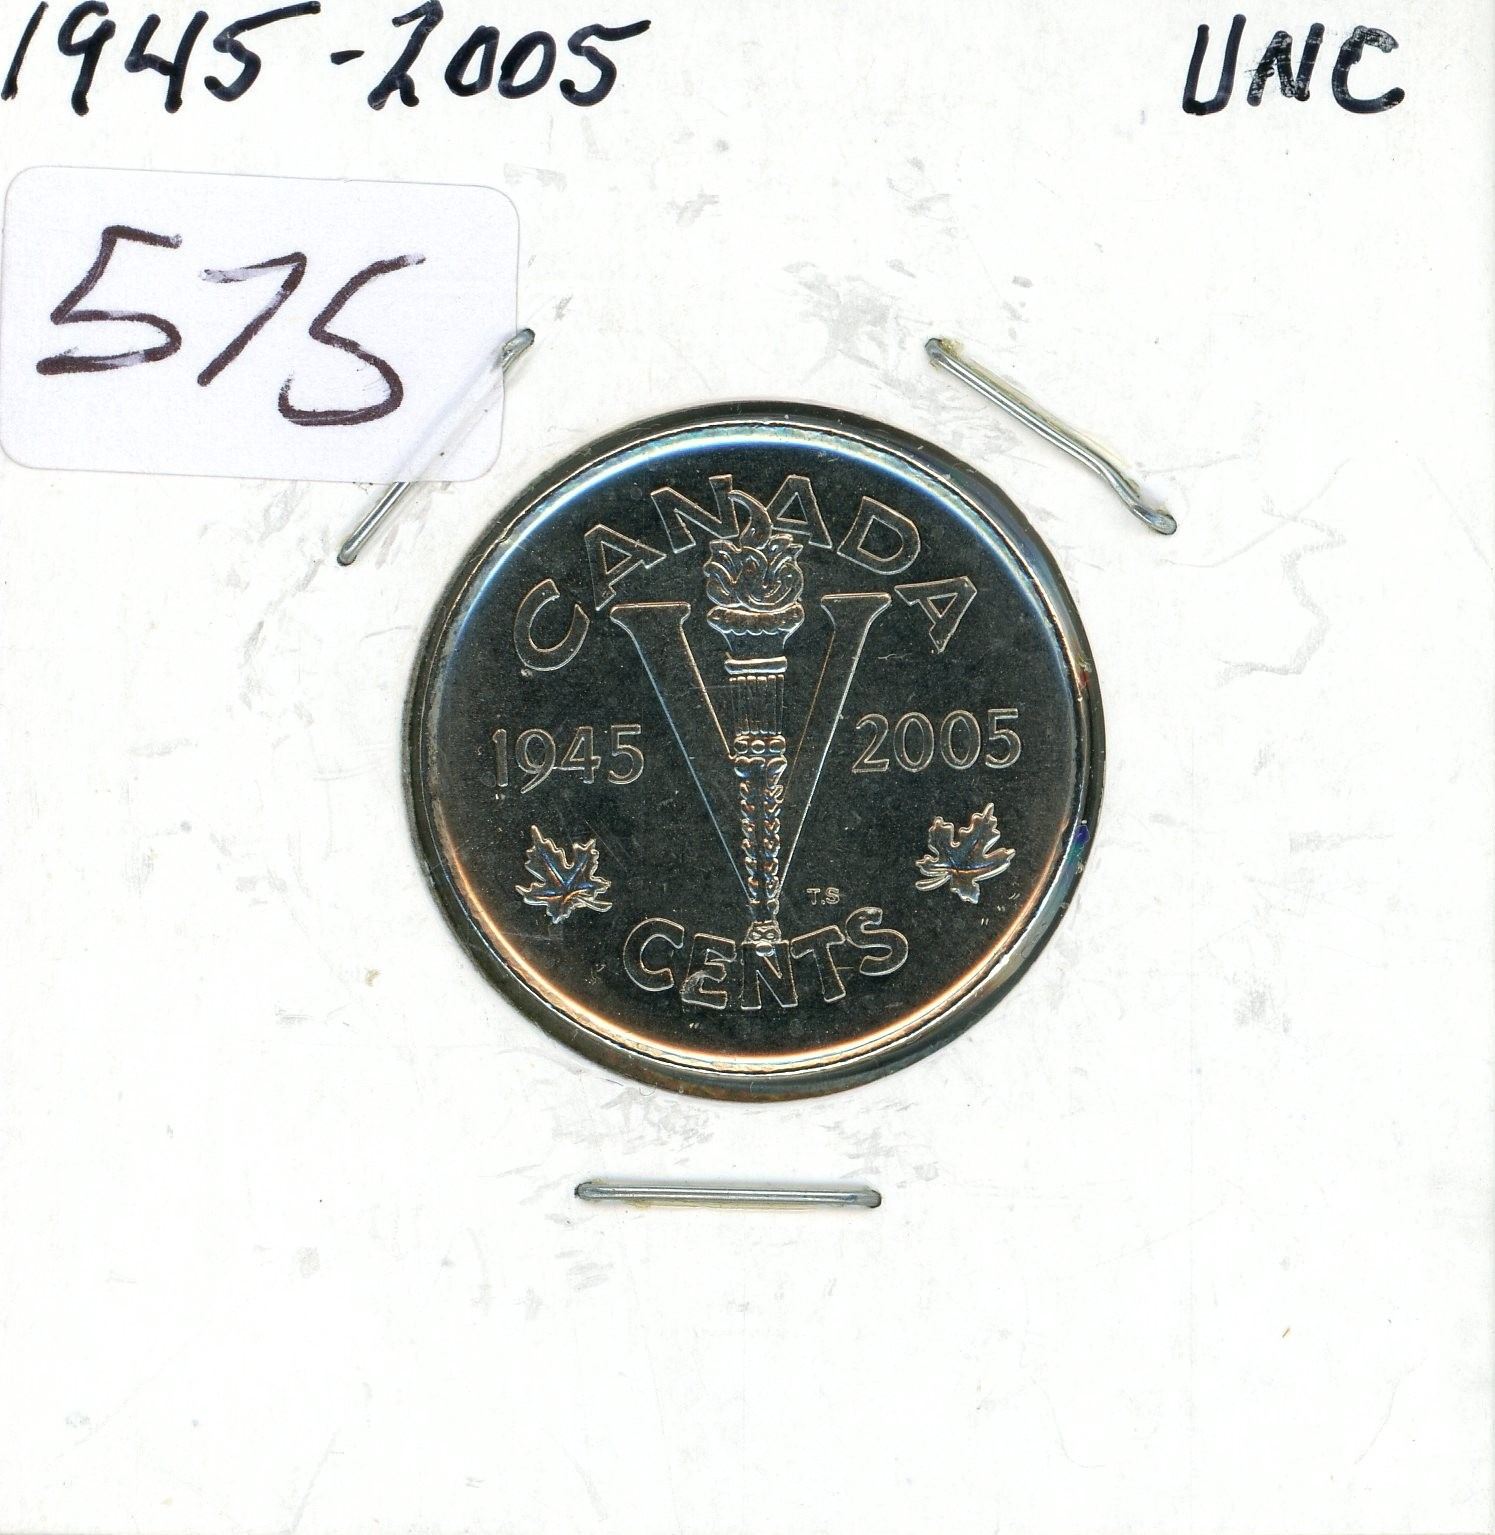 1945-2005 UNC
575
CANADA
1945 2005
T.S
CENTS